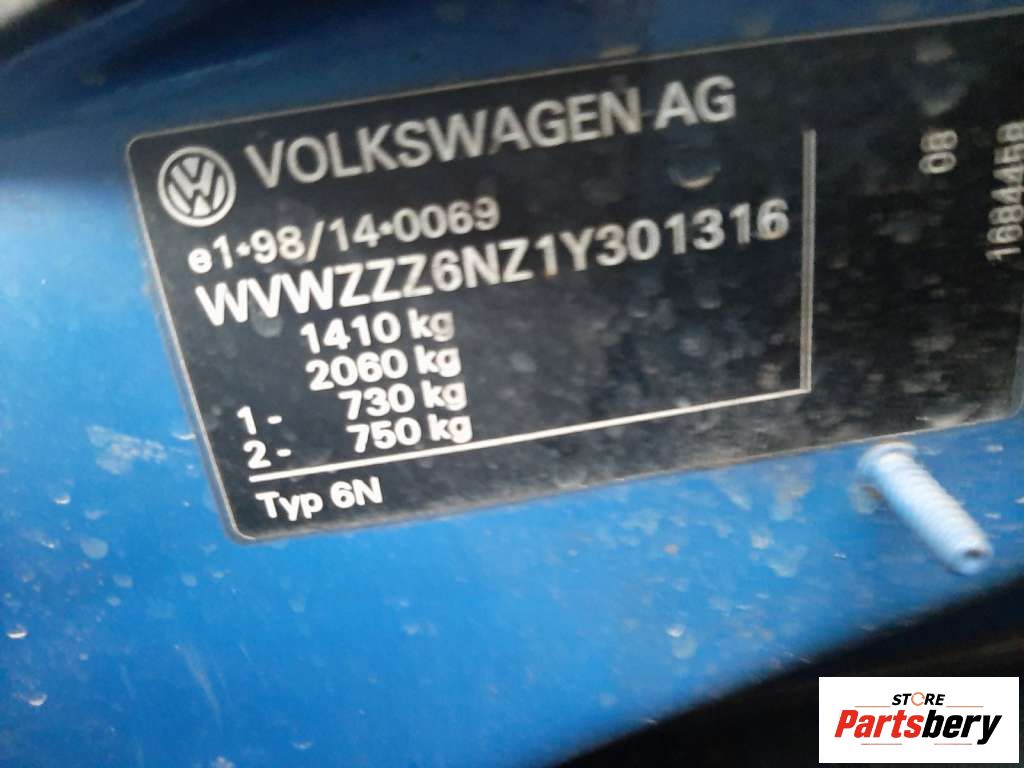 VOLKSWAGEN AG
e1*98/14*0069
WVWZZZ6NZ1Y301316
1410 kg
2060 kg
1- 730 kg
2- 750 kg
Typ 6N
08
STORE
Partsbery